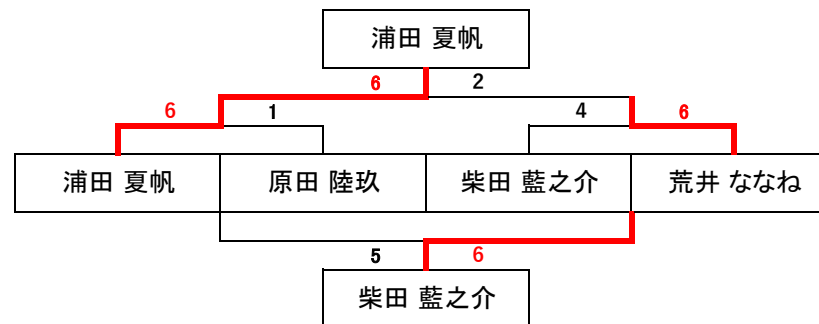 浦田 夏帆
6 2
6 1 4 6
浦田 夏帆 原田 陸玖 柴田 藍之介 荒井 ななね
5 6
柴田 藍之介